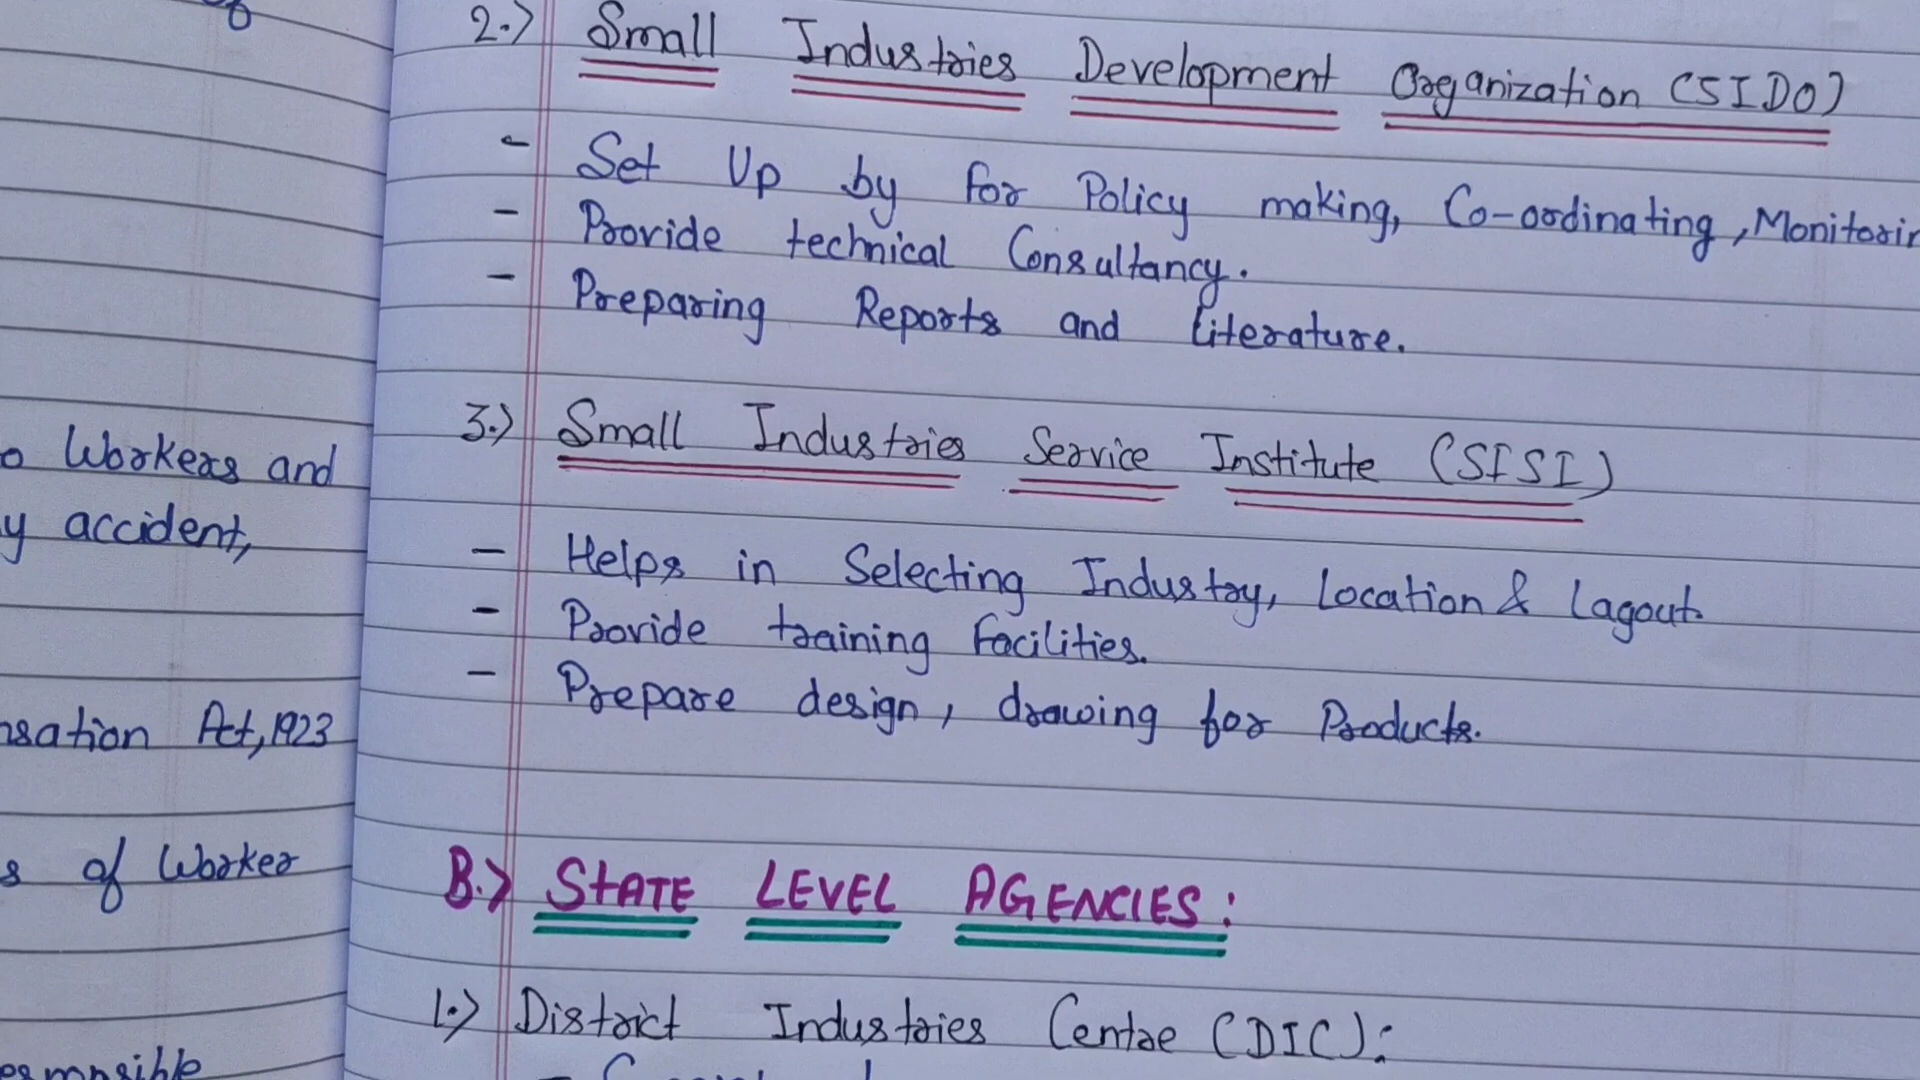 Workers and
accident,
Act, 1923
of Worker
2.) Small Industries Development Organization (SIDO)
- Set Up by for Policy making, Co-ordinating, 
- Provide technical Consultancy.
- Preparing Reports and Literature.
3.) Small Industries Service Institute (SISI)
- Helps in Selecting Industry, Location & Lagout.
- Provide training Facilities.
- Prepare design, drawing for Products.
B.) STATE LEVEL AGENCIES:
1.) District Industries Centre (DIC):